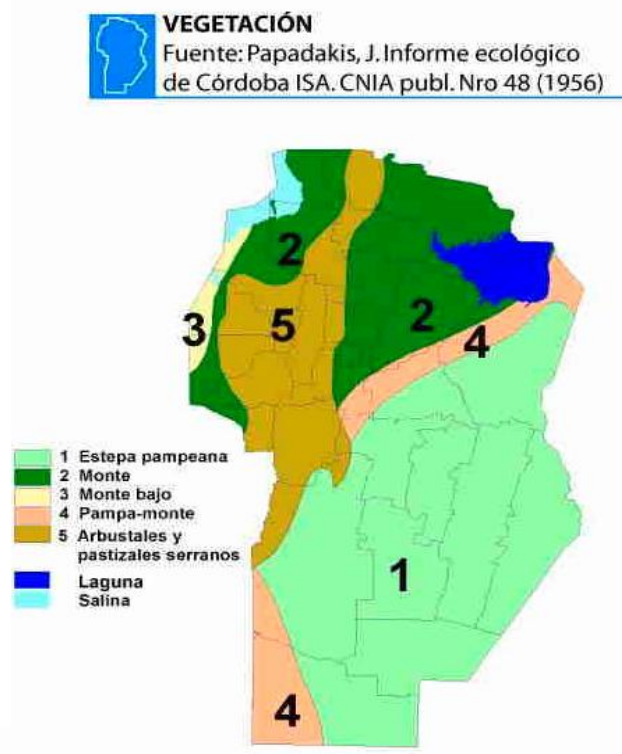 VEGETACIÓN
Fuente: Papadakis, J. Informe ecológico
de Córdoba ISA. CNIA publ. Nro 48 (1956)
2
2
3
5
4
1 Estepa pampeana
2 Monte
3 Monte bajo
4 Pampa-monte
5 Arbustales y
pastizales serranos
Laguna
Salina
1
4